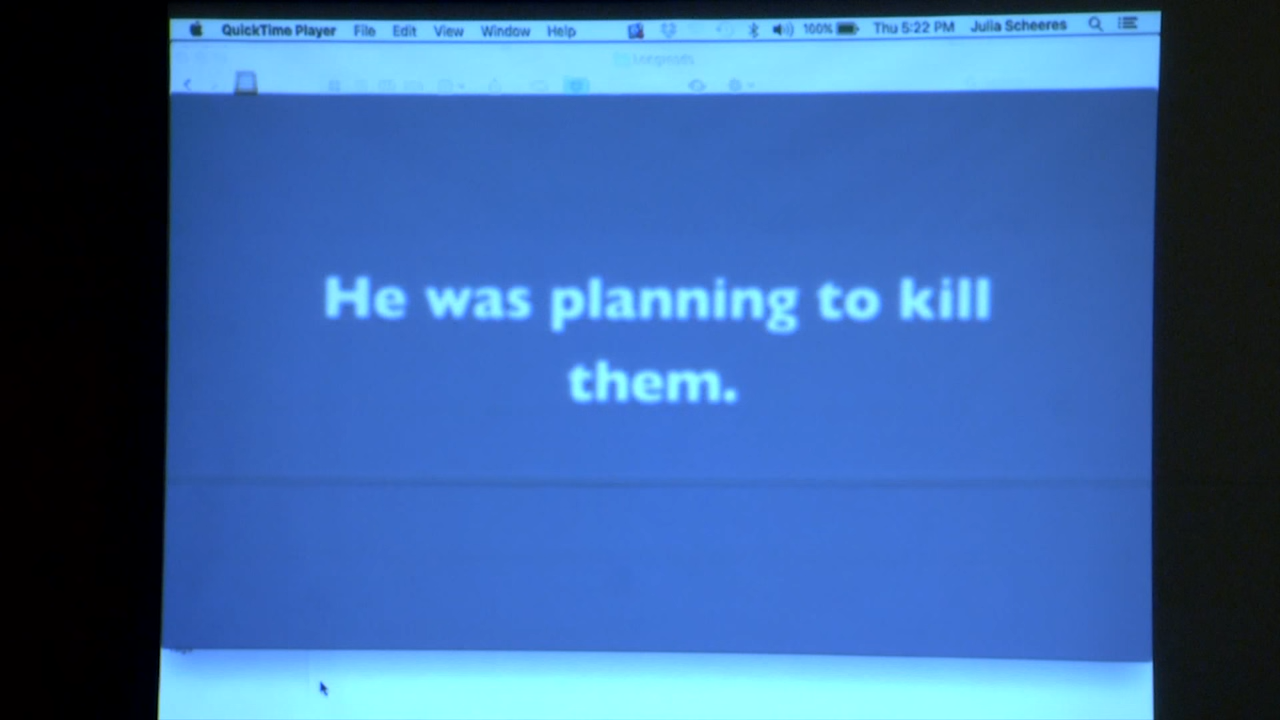 QuickTime Player File Edit View Window Help 100% Thu 5:22 PM Julia Scheeres
He was planning to kill
them.